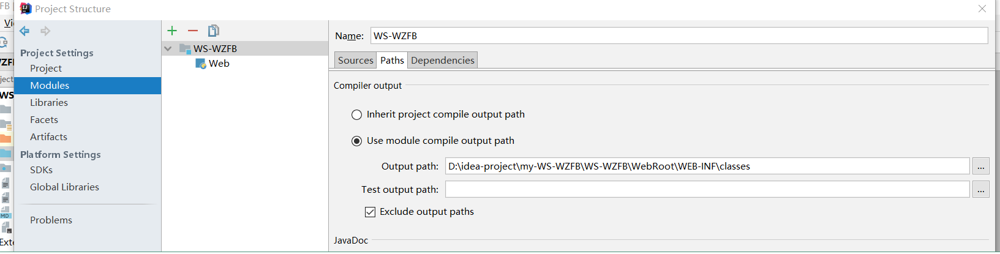 FB
Project Structure
Vi
Name: WS-WZFB
WS-WZFB
Web
Project Settings
Project
Modules
Libraries
Facets
Artifacts
Platform Settings
SDKs
Global Libraries
Problems
Sources Paths Dependencies
Compiler output
Inherit project compile output path
Use module compile output path
Output path: D:\idea-project\my-WS-WZFB\WS-WZFB\WebRoot\WEB-INF\classes ...
Test output path: ...
Exclude output paths
JavaDoc
WS
MD
Exte